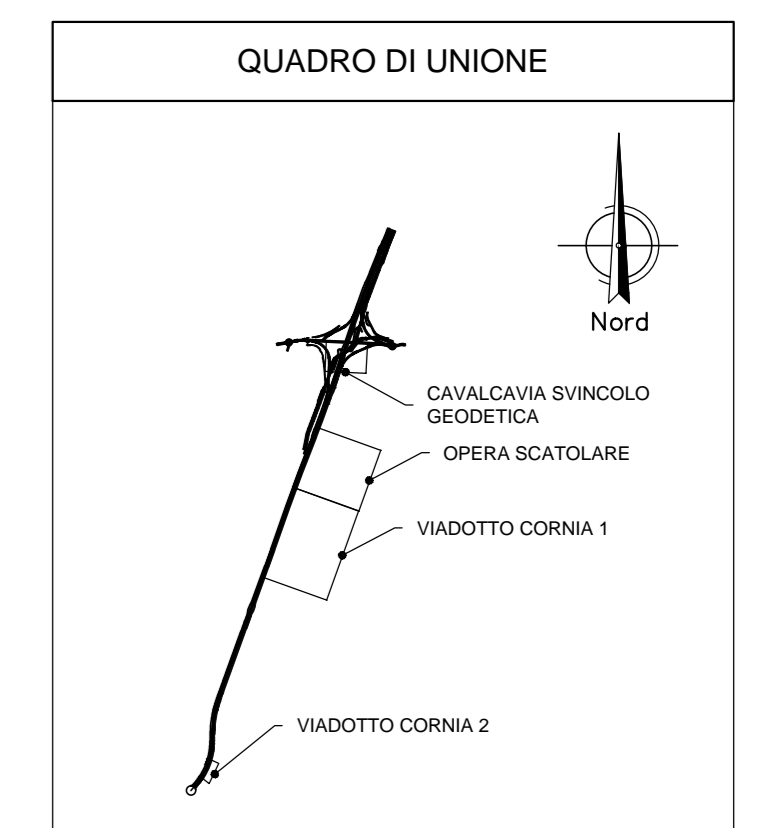 QUADRO DI UNIONE
Nord
CAVALCAVIA SVINCOLO
GEODETICA
OPERA SCATOLARE
VIADOTTO CORNIA 1
VIADOTTO CORNIA 2